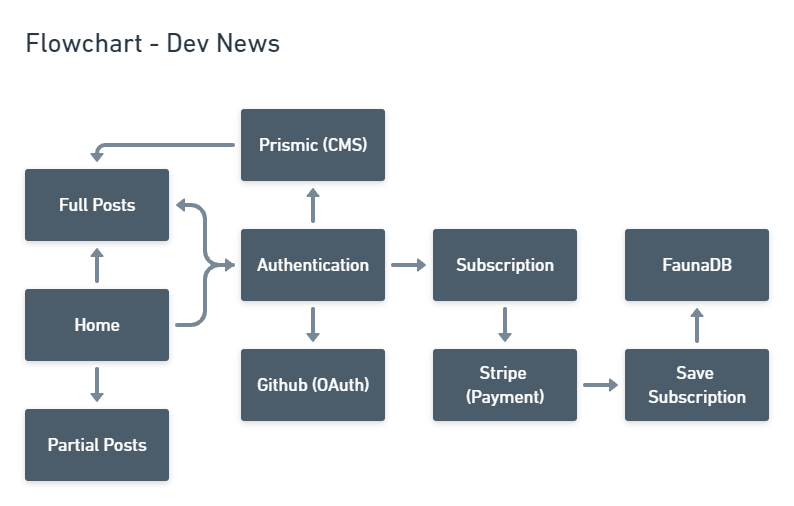 Flowchart - Dev News
Prismic (CMS)
Full Posts
Authentication
Subscription
FaunaDB
Home
Github (OAuth)
Stripe
(Payment)
Save
Subscription
Partial Posts